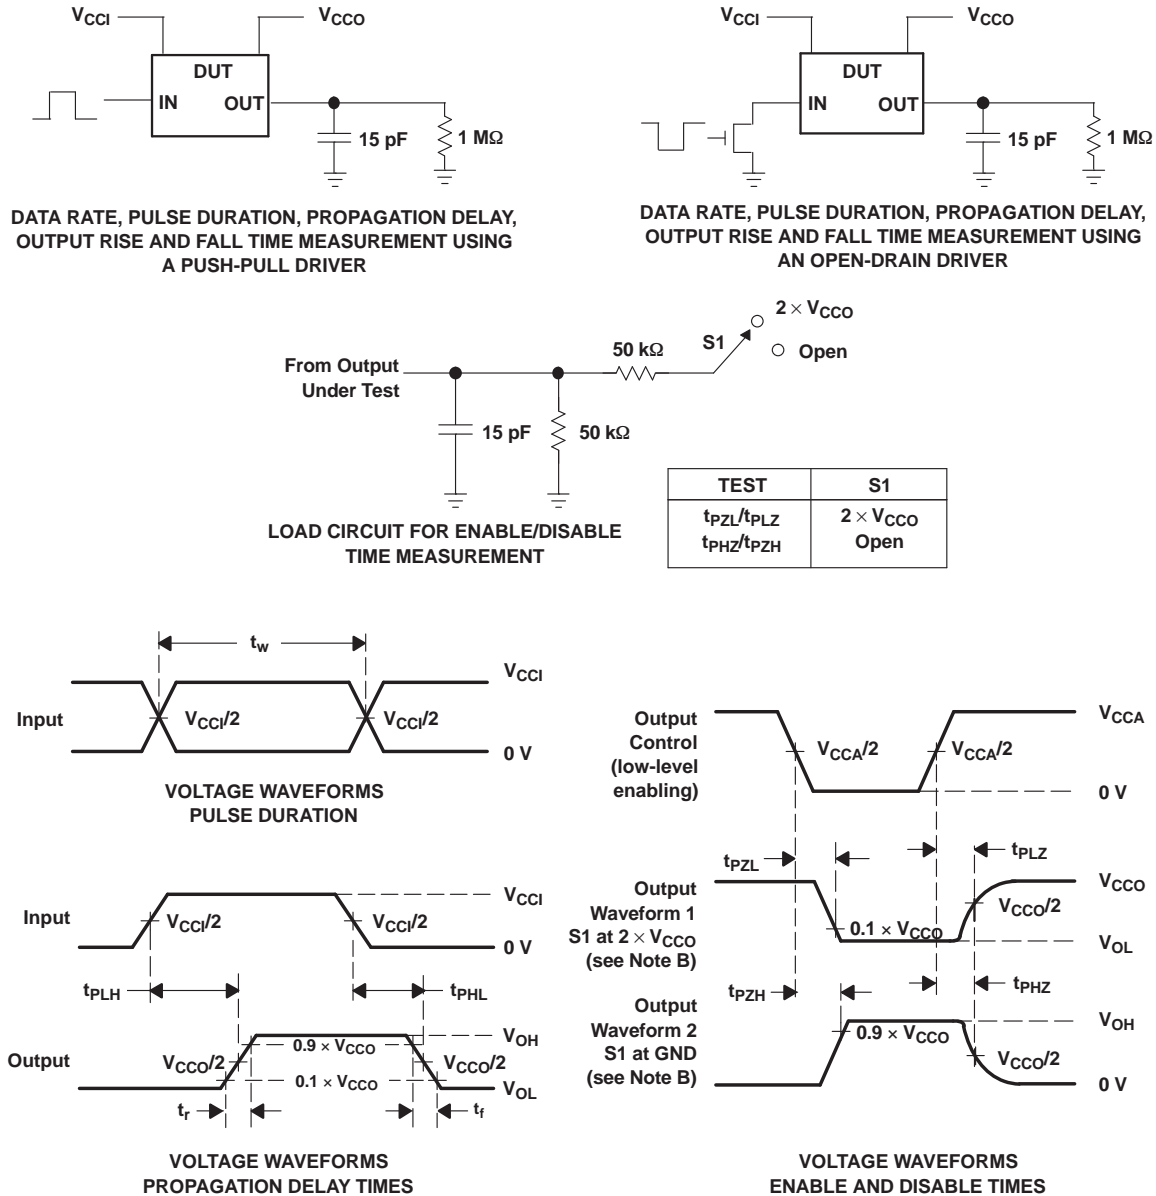 VCCI VCCO
DUT
IN OUT
15 pF 1 MΩ
DATA RATE, PULSE DURATION, PROPAGATION DELAY,
OUTPUT RISE AND FALL TIME MEASUREMENT USING
A PUSH-PULL DRIVER
VCCI VCCO
DUT
IN OUT
15 pF 1 MΩ
DATA RATE, PULSE DURATION, PROPAGATION DELAY,
OUTPUT RISE AND FALL TIME MEASUREMENT USING
AN OPEN-DRAIN DRIVER
2 × VCCO
S1
Open
50 kΩ
From Output
Under Test
15 pF 50 kΩ
LOAD CIRCUIT FOR ENABLE/DISABLE
TIME MEASUREMENT
TEST S1
tPZL/tPLZ 2 × VCCO
tPHZ/tPZH Open
tw
VCCI
Input
VCCI/2 VCCI/2
0 V
VOLTAGE WAVEFORMS
PULSE DURATION
VCCI
Input
VCCI/2 VCCI/2
0 V
tPLH tPHL
VOH
0.9 × VCCO
Output
VCCO/2 VCCO/2
0.1 × VCCO
VOL
tr tf
VOLTAGE WAVEFORMS
PROPAGATION DELAY TIMES
Output
Control
(low-level
enabling)
VCCA
VCCA/2 VCCA/2
0 V
tPZL tPLZ
Output
Waveform 1
S1 at 2 × VCCO
(see Note B)
VCCO
VCCO/2
0.1 × VCCO
VOL
tPZH tPHZ
Output
Waveform 2
S1 at GND
(see Note B)
VOH
0.9 × VCCO
VCCO/2
0 V
VOLTAGE WAVEFORMS
ENABLE AND DISABLE TIMES